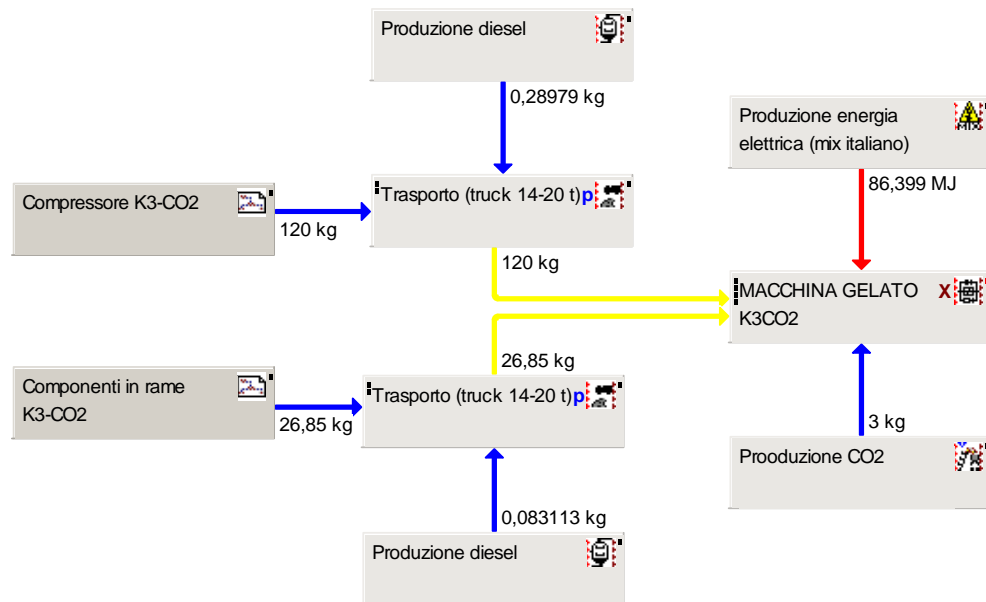 Produzione diesel
0,28979 kg
Produzione energia
elettrica (mix italiano)
MIX
86,399 MJ
Compressore K3-CO2
120 kg
Trasporto (truck 14-20 t)p
120 kg
MACCHINA GELATO X
K3CO2
26,85 kg
Componenti in rame
K3-CO2
26,85 kg
Trasporto (truck 14-20 t)p
3 kg
Prooduzione CO2
0,083113 kg
Produzione diesel